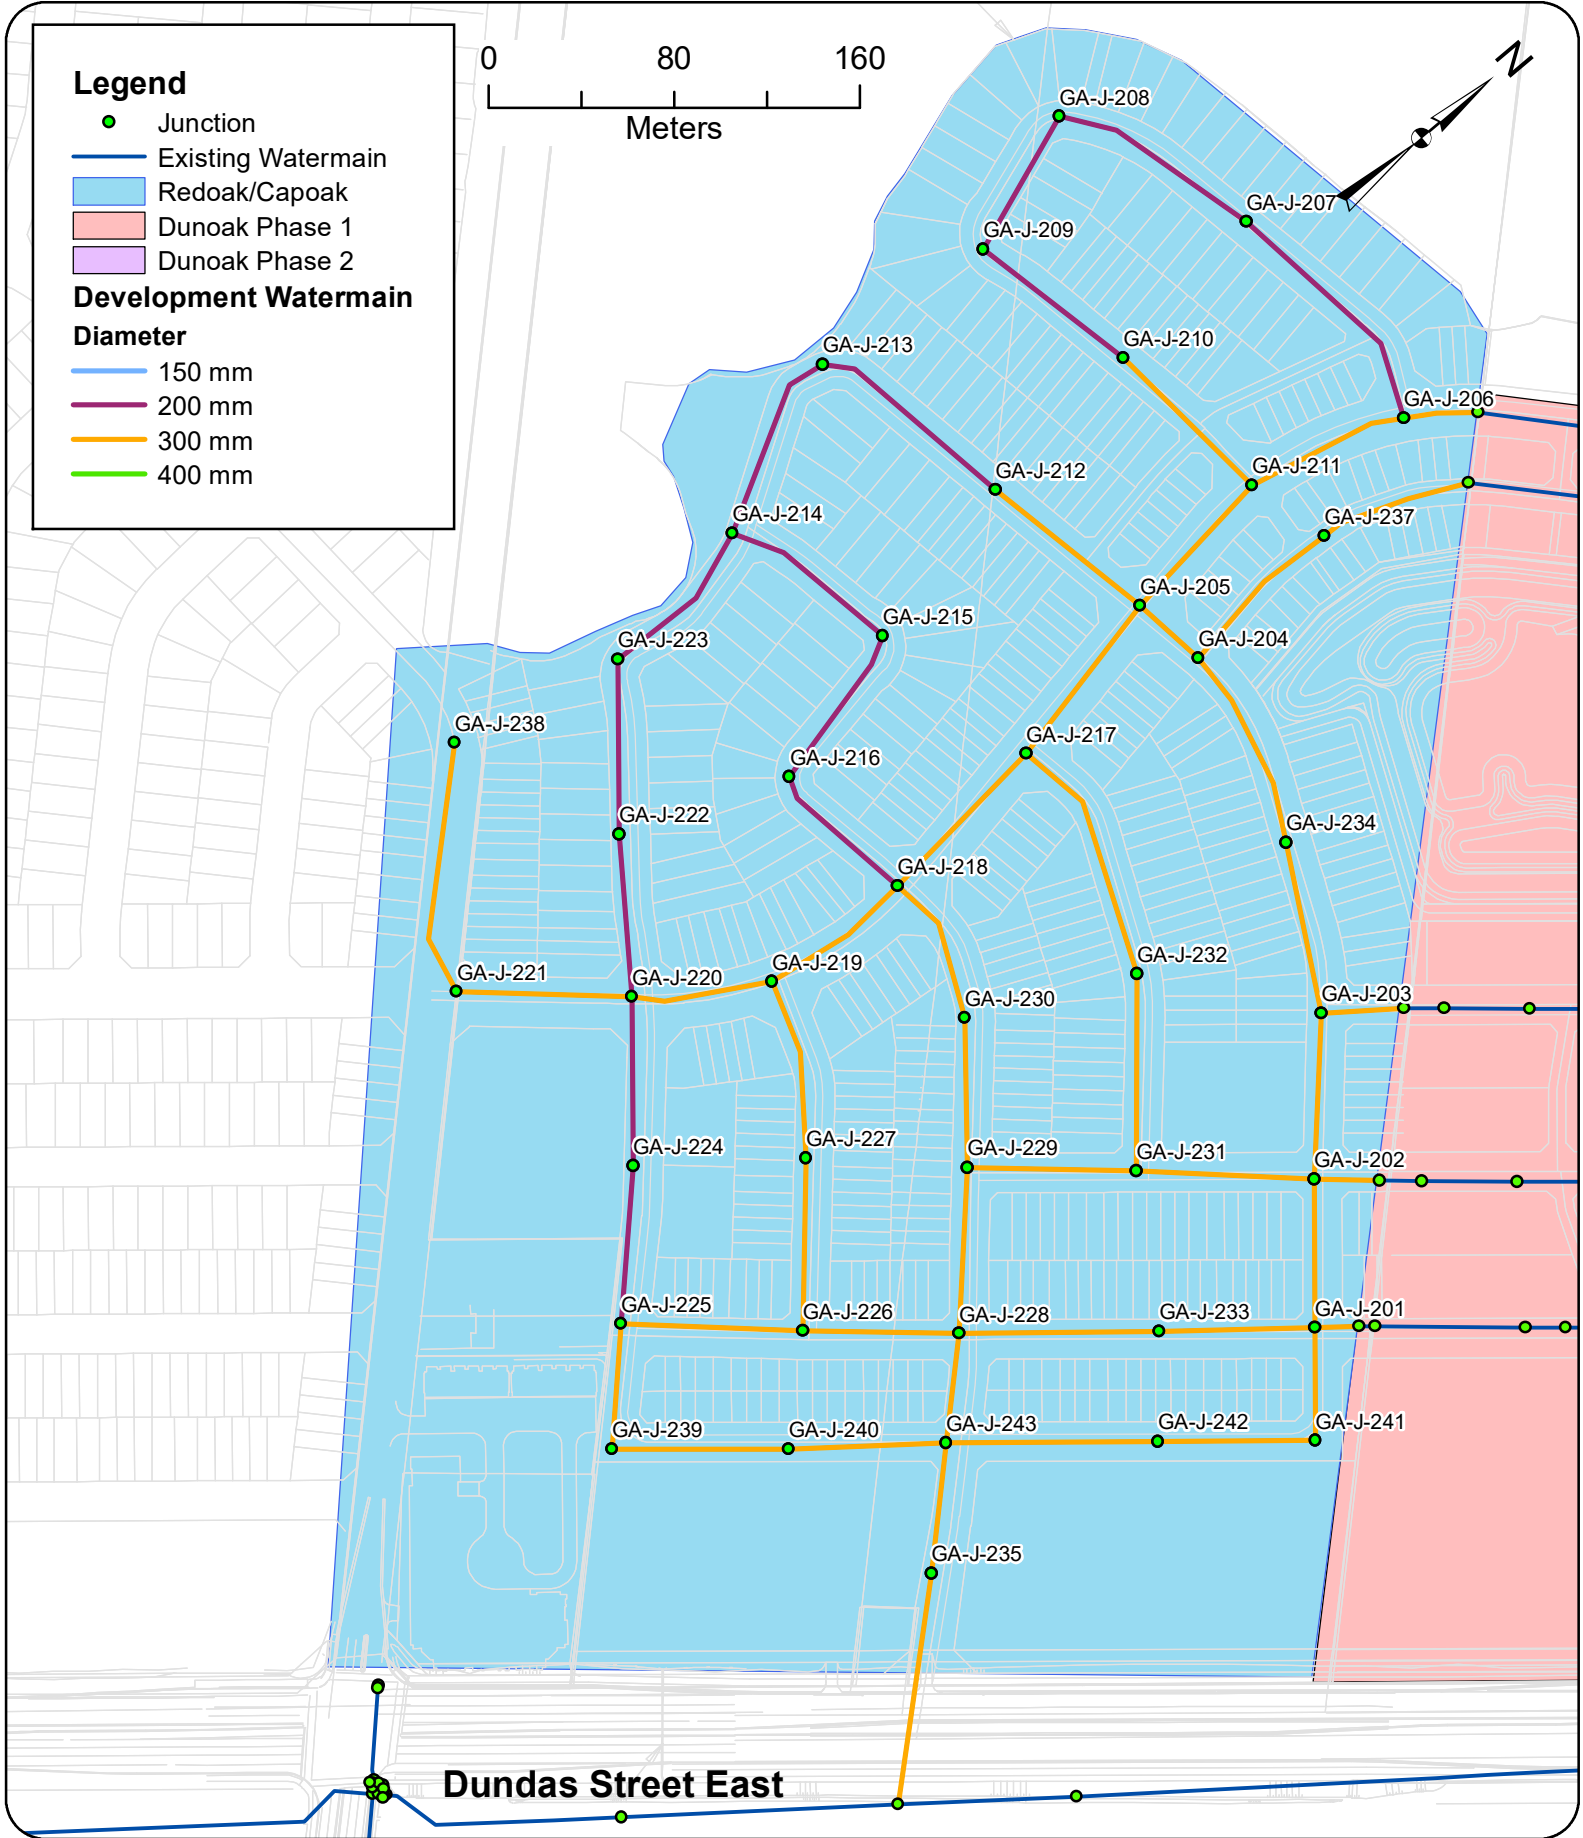 Legend
Junction
Existing Watermain
Redoak/Capoak
Dunoak Phase 1
Dunoak Phase 2
Development Watermain
Diameter
150 mm
200 mm
300 mm
400 mm
0 80 160
Meters
N
GA-J-208
GA-J-207
GA-J-209
GA-J-210
GA-J-213
GA-J-206
GA-J-212
GA-J-211
GA-J-214
GA-J-237
GA-J-205
GA-J-215
GA-J-204
GA-J-223
GA-J-238
GA-J-217
GA-J-216
GA-J-222
GA-J-234
GA-J-218
GA-J-232
GA-J-219
GA-J-221
GA-J-220
GA-J-203
GA-J-230
GA-J-227
GA-J-229
GA-J-231
GA-J-224
GA-J-202
GA-J-225
GA-J-226
GA-J-228
GA-J-233
GA-J-201
GA-J-239
GA-J-240
GA-J-243
GA-J-242
GA-J-241
GA-J-235
Dundas Street East